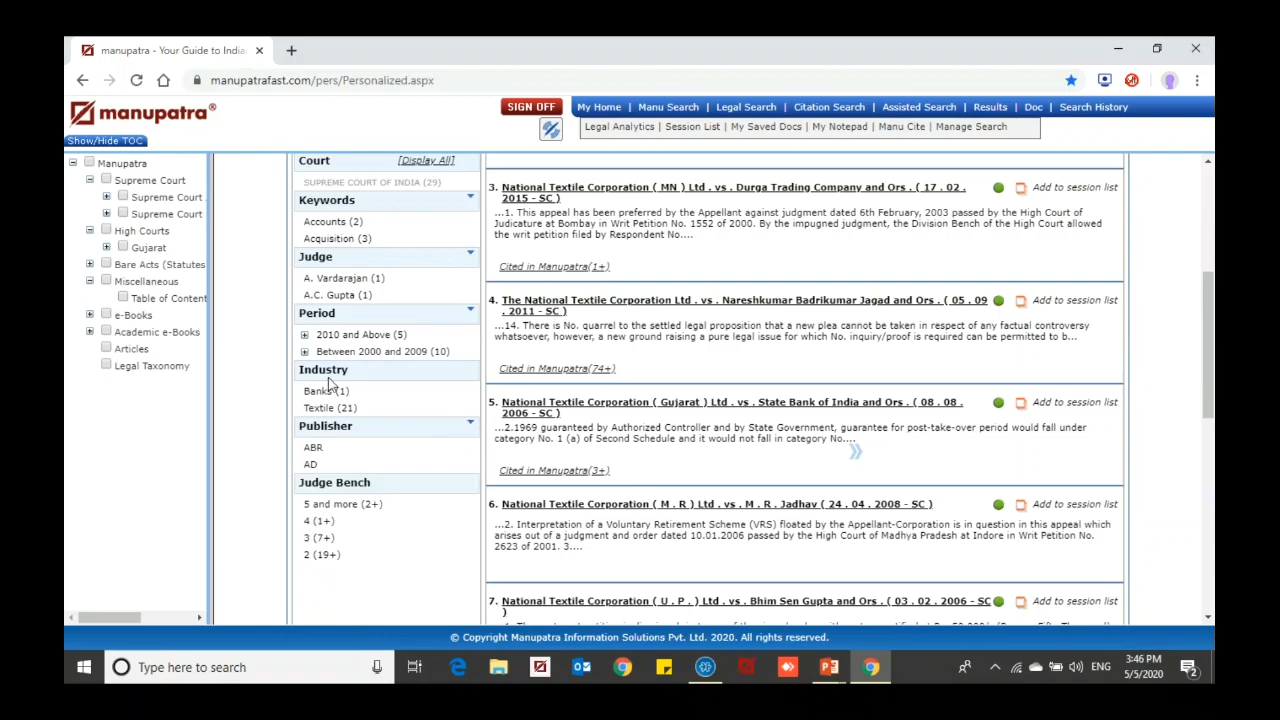 manupatra - Your Guide to India
manupatrafast.com/pers/Personalized.aspx
manupatra®
SIGN OFF
My Home | Manu Search | Legal Search | Citation Search | Assisted Search | Results | Doc | Search History
Legal Analytics | Session List | My Saved Docs | My Notepad | Manu Cite | Manage Search
Show/Hide TOC
Manupatra
Supreme Court
Supreme Court
Supreme Court
High Courts
Gujarat
Bare Acts (Statutes
Miscellaneous
Table of Content
e-Books
Academic e-Books
Articles
Legal Taxonomy
Court [Display All]
SUPREME COURT OF INDIA (29)
Keywords
Accounts (2)
Acquisition (3)
Judge
A. Vardarajan (1)
A.C. Gupta (1)
Period
2010 and Above (5)
Between 2000 and 2009 (10)
Industry
Banks (1)
Textile (21)
Publisher
ABR
AD
Judge Bench
5 and more (2+)
4 (1+)
3 (7+)
2 (19+)
3. National Textile Corporation ( MN ) Ltd . vs . Durga Trading Company and Ors . ( 17 . 02 . Add to session list
2015 - SC )
...1. This appeal has been preferred by the Appellant against judgment dated 6th February, 2003 passed by the High Court of
Judicature at Bombay in Writ Petition No. 1552 of 2000. By the impugned judgment, the Division Bench of the High Court allowed
the writ petition filed by Respondent No....
Cited in Manupatra(1+)
4. The National Textile Corporation Ltd . vs . Nareshkumar Badrikumar Jagad and Ors . ( 05 . 09 Add to session list
. 2011 - SC )
...14. There is No. quarrel to the settled legal proposition that a new plea cannot be taken in respect of any factual controversy
whatsoever, however, a new ground raising a pure legal issue for which No. inquiry/proof is required can be permitted to b...
Cited in Manupatra(74+)
5. National Textile Corporation ( Gujarat ) Ltd . vs . State Bank of India and Ors . ( 08 . 08 . Add to session list
2006 - SC )
...2.1969 guaranteed by Authorized Controller and by State Government, guarantee for post-take-over period would fall under
category No. 1 (a) of Second Schedule and it would not fall in category No....
Cited in Manupatra(3+)
6. National Textile Corporation ( M . R ) Ltd . vs . M . R . Jadhav ( 24 . 04 . 2008 - SC ) Add to session list
...2. Interpretation of a Voluntary Retirement Scheme (VRS) floated by the Appellant-Corporation is in question in this appeal which
arises out of a judgment and order dated 10.01.2006 passed by the High Court of Madhya Pradesh at Indore in Writ Petition No.
2623 of 2001. 3....
7. National Textile Corporation ( U . P . ) Ltd . vs . Bhim Sen Gupta and Ors . ( 03 . 02 . 2006 - SC Add to session list
)
© Copyright Manupatra Information Solutions Pvt. Ltd. 2020. All rights reserved.
Type here to search
ENG
3:46 PM
5/5/2020
2